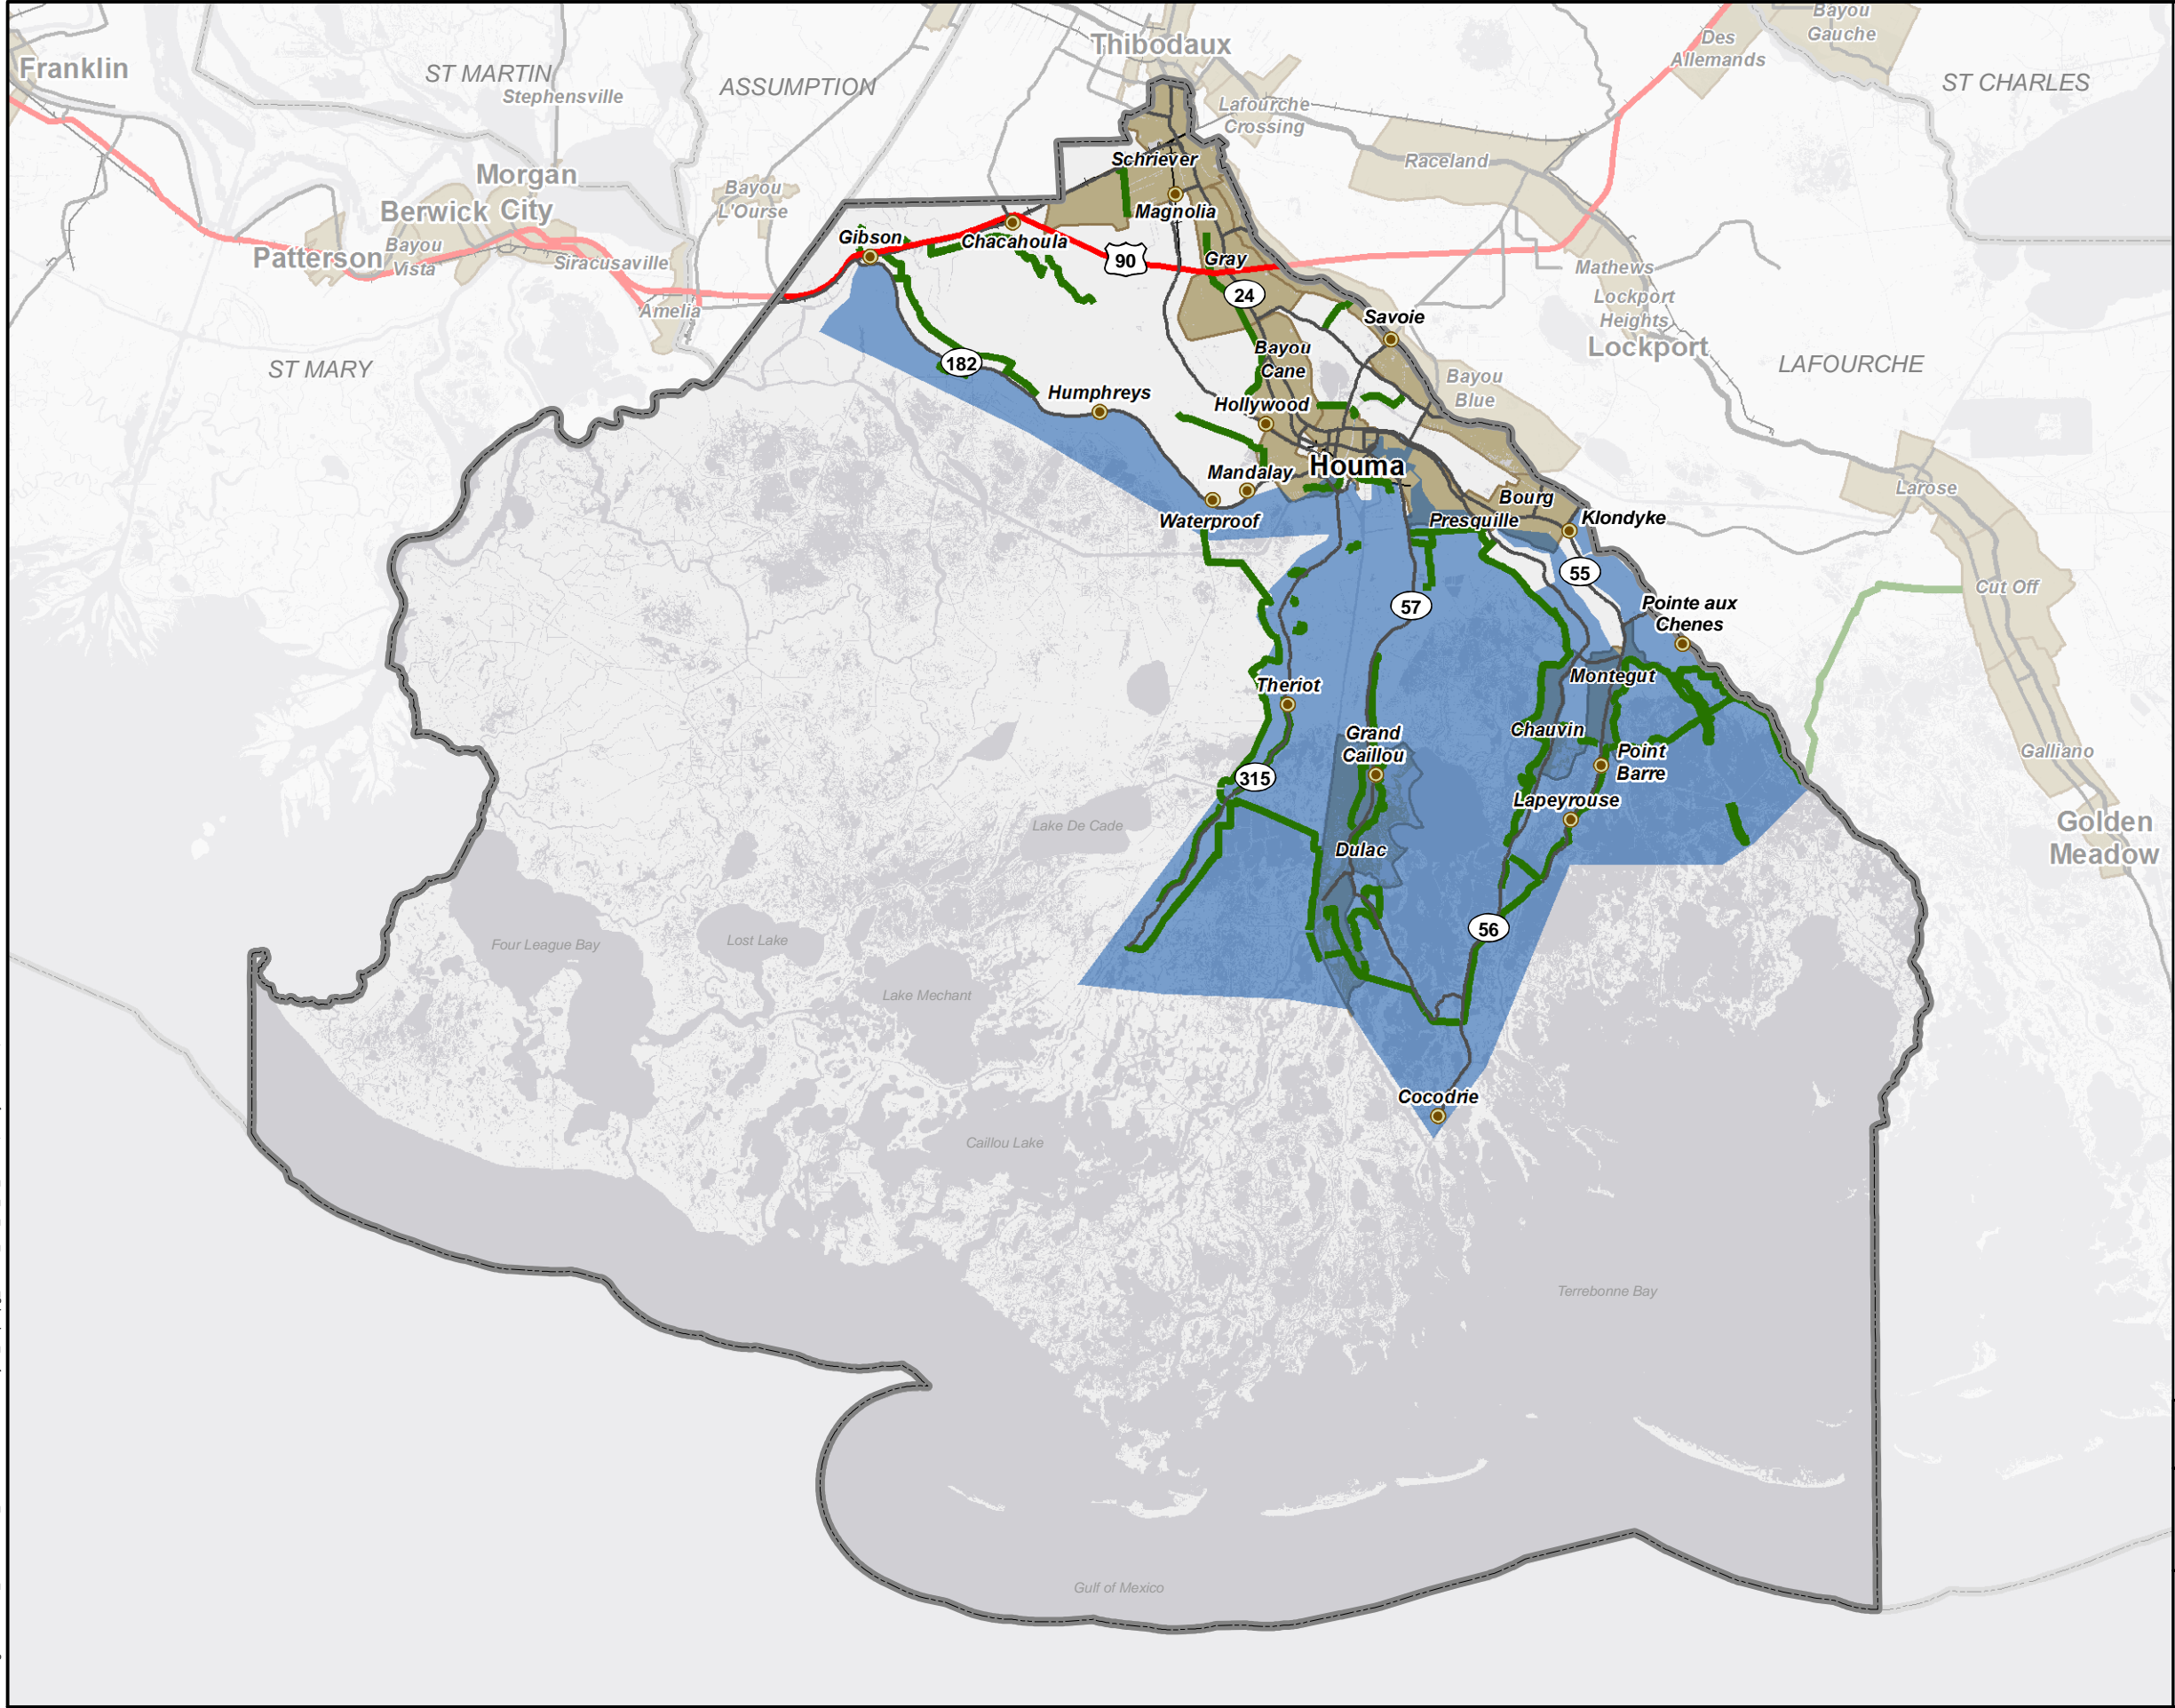 Bayou
Gauche
Des
Allemands
Thibodaux
Franklin
ST MARTIN
Stephensville
ASSUMPTION
ST CHARLES
Lafourche
Crossing
Raceland
Schriever
Morgan
City
Berwick
Bayou
L'Ourse
Magnolia
Gibson
Chacahoula
Patterson
Bayou
Vista
Siracusaville
90
Gray
Mathews
24
Lockport
Heights
Amelia
Savoie
Lockport
ST MARY
182
Bayou
Cane
LAFOURCHE
Bayou
Blue
Humphreys
Hollywood
Houma
Mandalay
Larose
Bourg
Waterproof
Presquille
Klondyke
55
Cut Off
57
Pointe aux
Chenes
Montegut
Theriot
Grand
Caillou
Chauvin
Point
Barre
Galliano
315
Lapeyrouse
Lake De Cade
Golden
Meadow
Dulac
56
Four League Bay
Lost Lake
Lake Mechant
Cocodrie
Caillou Lake
Terrebonne Bay
Gulf of Mexico